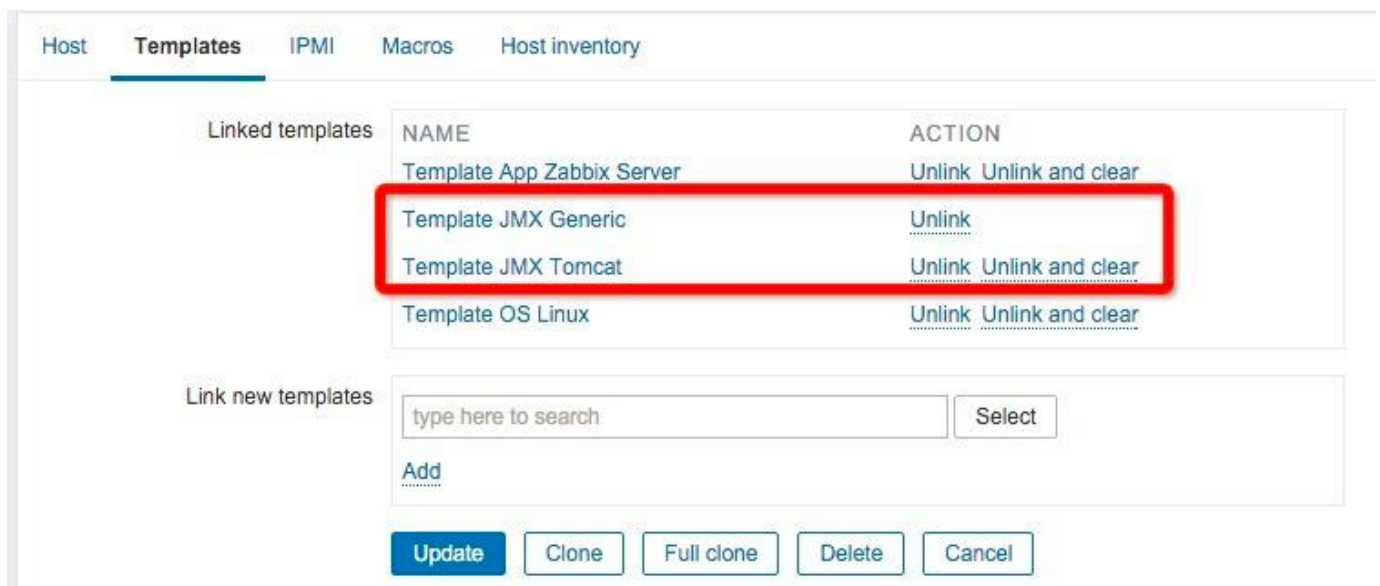 Host Templates IPMI Macros Host inventory
Linked templates NAME ACTION
Template App Zabbix Server Unlink Unlink and clear
Template JMX Generic Unlink
Template JMX Tomcat Unlink Unlink and clear
Template OS Linux Unlink Unlink and clear
Link new templates
type here to search Select
Add
Update Clone Full clone Delete Cancel